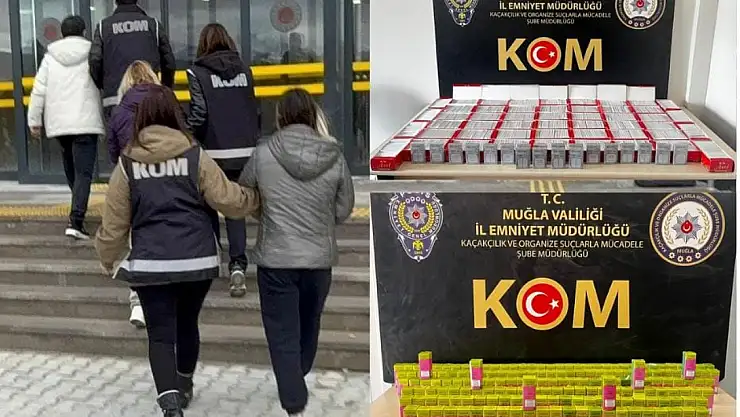 KOM
KOM
KOM
İL EMNİYET MÜDÜRLÜĞÜ
KAÇAKÇILIK VE ORGANİZE SUÇLARLA MÜCADELE
ŞUBE MÜDÜRLÜĞÜ
KOM
T.C.
MUĞLA VALİLİĞİ
İL EMNİYET MÜDÜRLÜĞÜ
KAÇAKÇILIK VE ORGANİZE SUÇLARLA MÜCADELE
ŞUBE MÜDÜRLÜĞÜ
MUĞLA
KOM